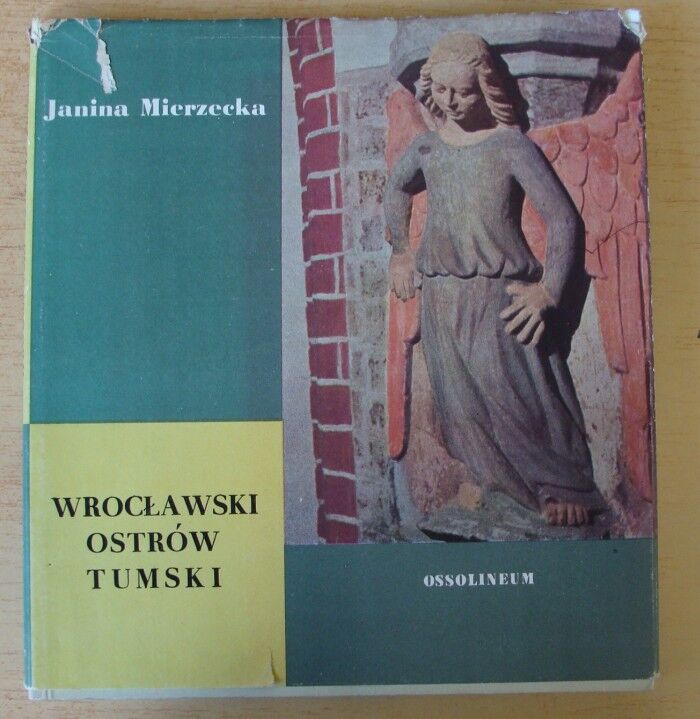 Janina Mierzecka
WROCŁAWSKI
OSTRÓW
TUMSKI
OSSOLINEUM